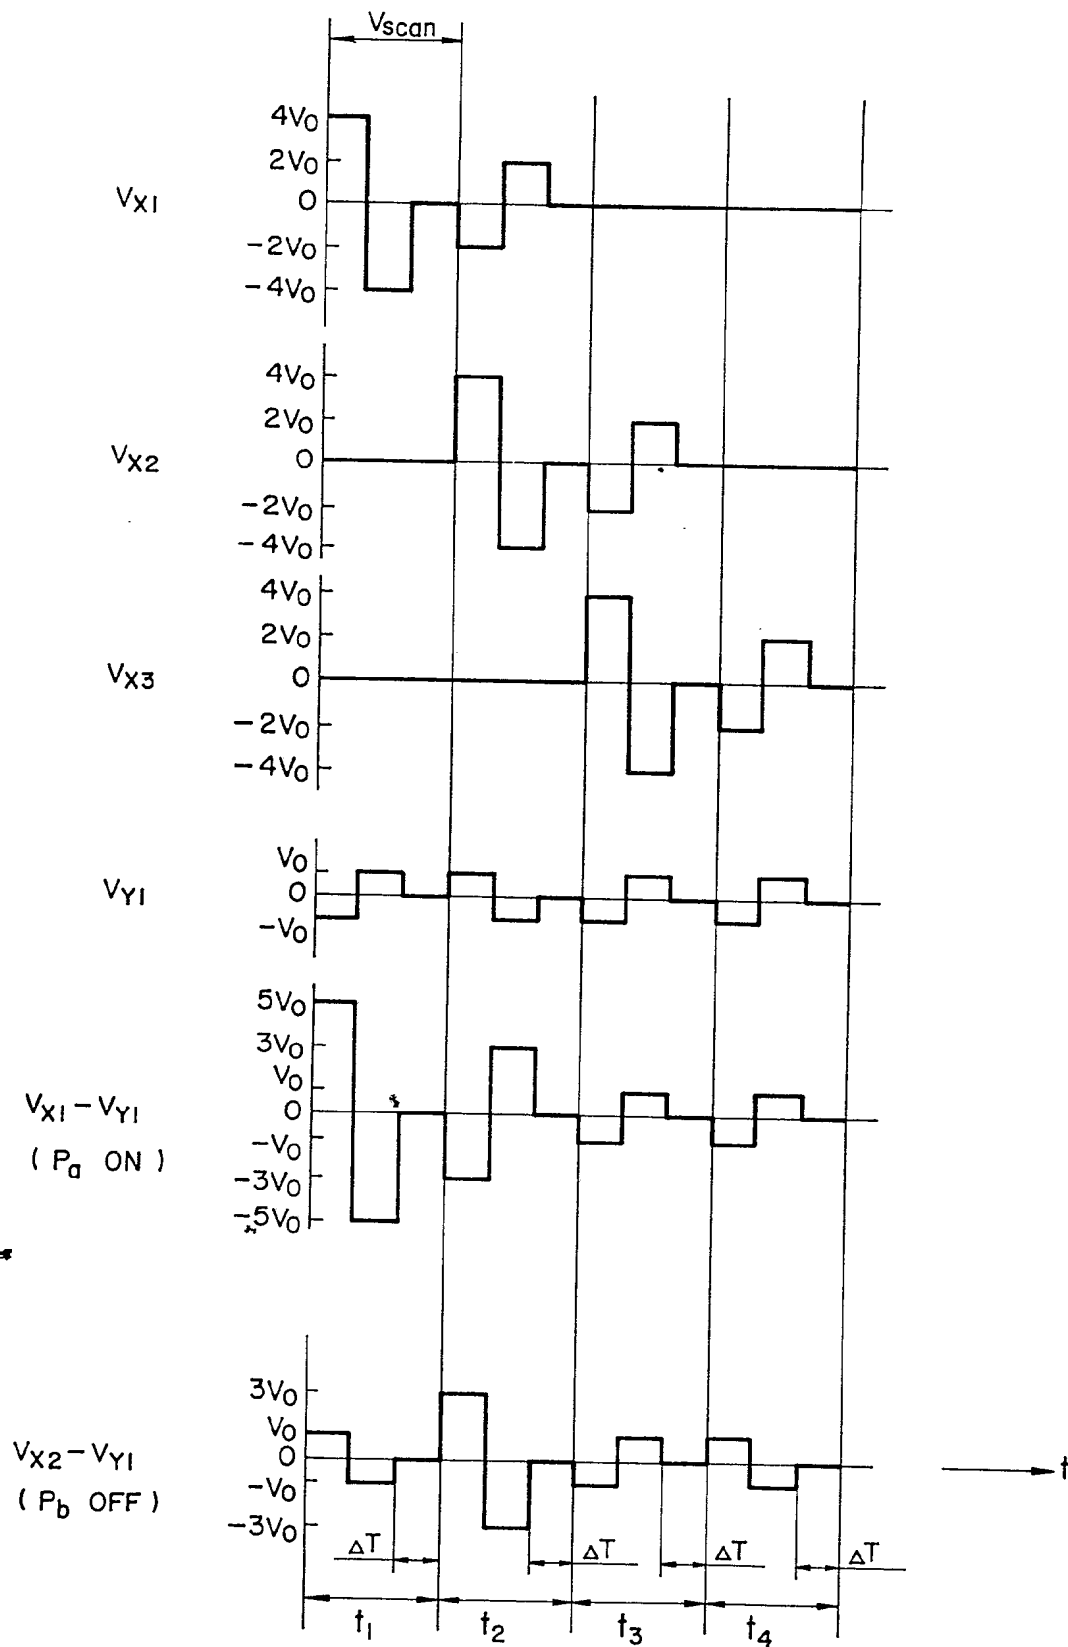 Vscan
4V0
2V0
VX1
0
-2V0
-4V0
4V0
2V0
VX2
0
-2V0
-4V0
4V0
2V0
VX3
0
-2V0
-4V0
V0
VY1
0
-V0
5V0
3V0
V0
VX1-VY1
0
(Pa ON)
-V0
-3V0
-5V0
3V0
V0
VX2-VY1
0
t
(Pb OFF)
-V0
-3V0
ΔT ΔT ΔT ΔT
t1 t2 t3 t4